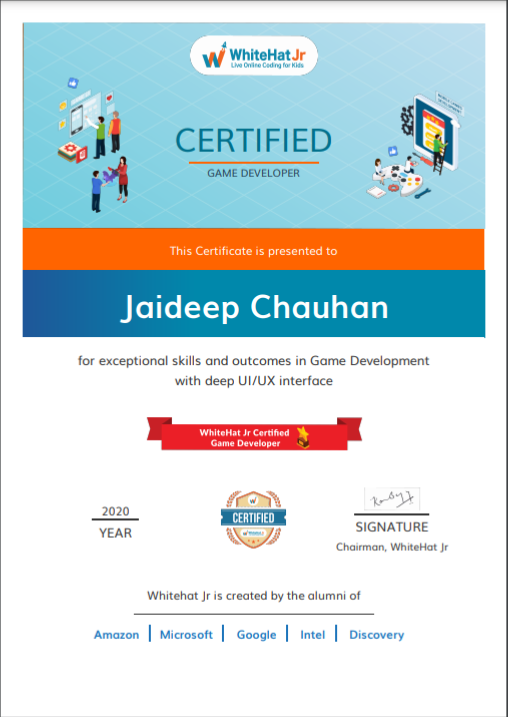 WhiteHat Jr
Live Online Coding for Kids
CERTIFIED
GAME DEVELOPER
This Certificate is presented to
Jaideep Chauhan
for exceptional skills and outcomes in Game Development
with deep UI/UX interface
WhiteHat Jr Certified
Game Developer
2020
YEAR
CERTIFIED
SIGNATURE
Chairman, WhiteHat Jr
Whitehat Jr is created by the alumni of
Amazon | Microsoft | Google | Intel | Discovery